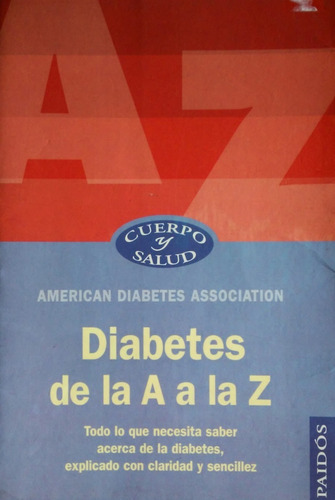 AZ
CUERPO
y
SALUD
AMERICAN DIABETES ASSOCIATION
Diabetes
de la A a la Z
Todo lo que necesita saber
acerca de la diabetes,
explicado con claridad y sencillez
PAIDÓS